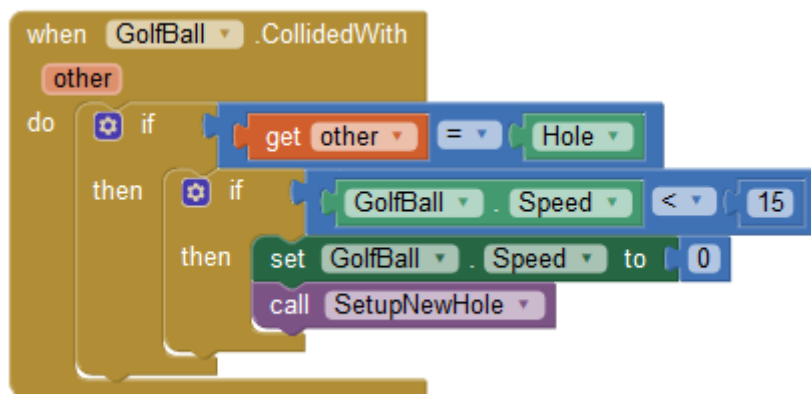 when GolfBall .CollidedWith
other
do if get other = Hole
then if GolfBall . Speed < 15
then set GolfBall . Speed to 0
call SetupNewHole